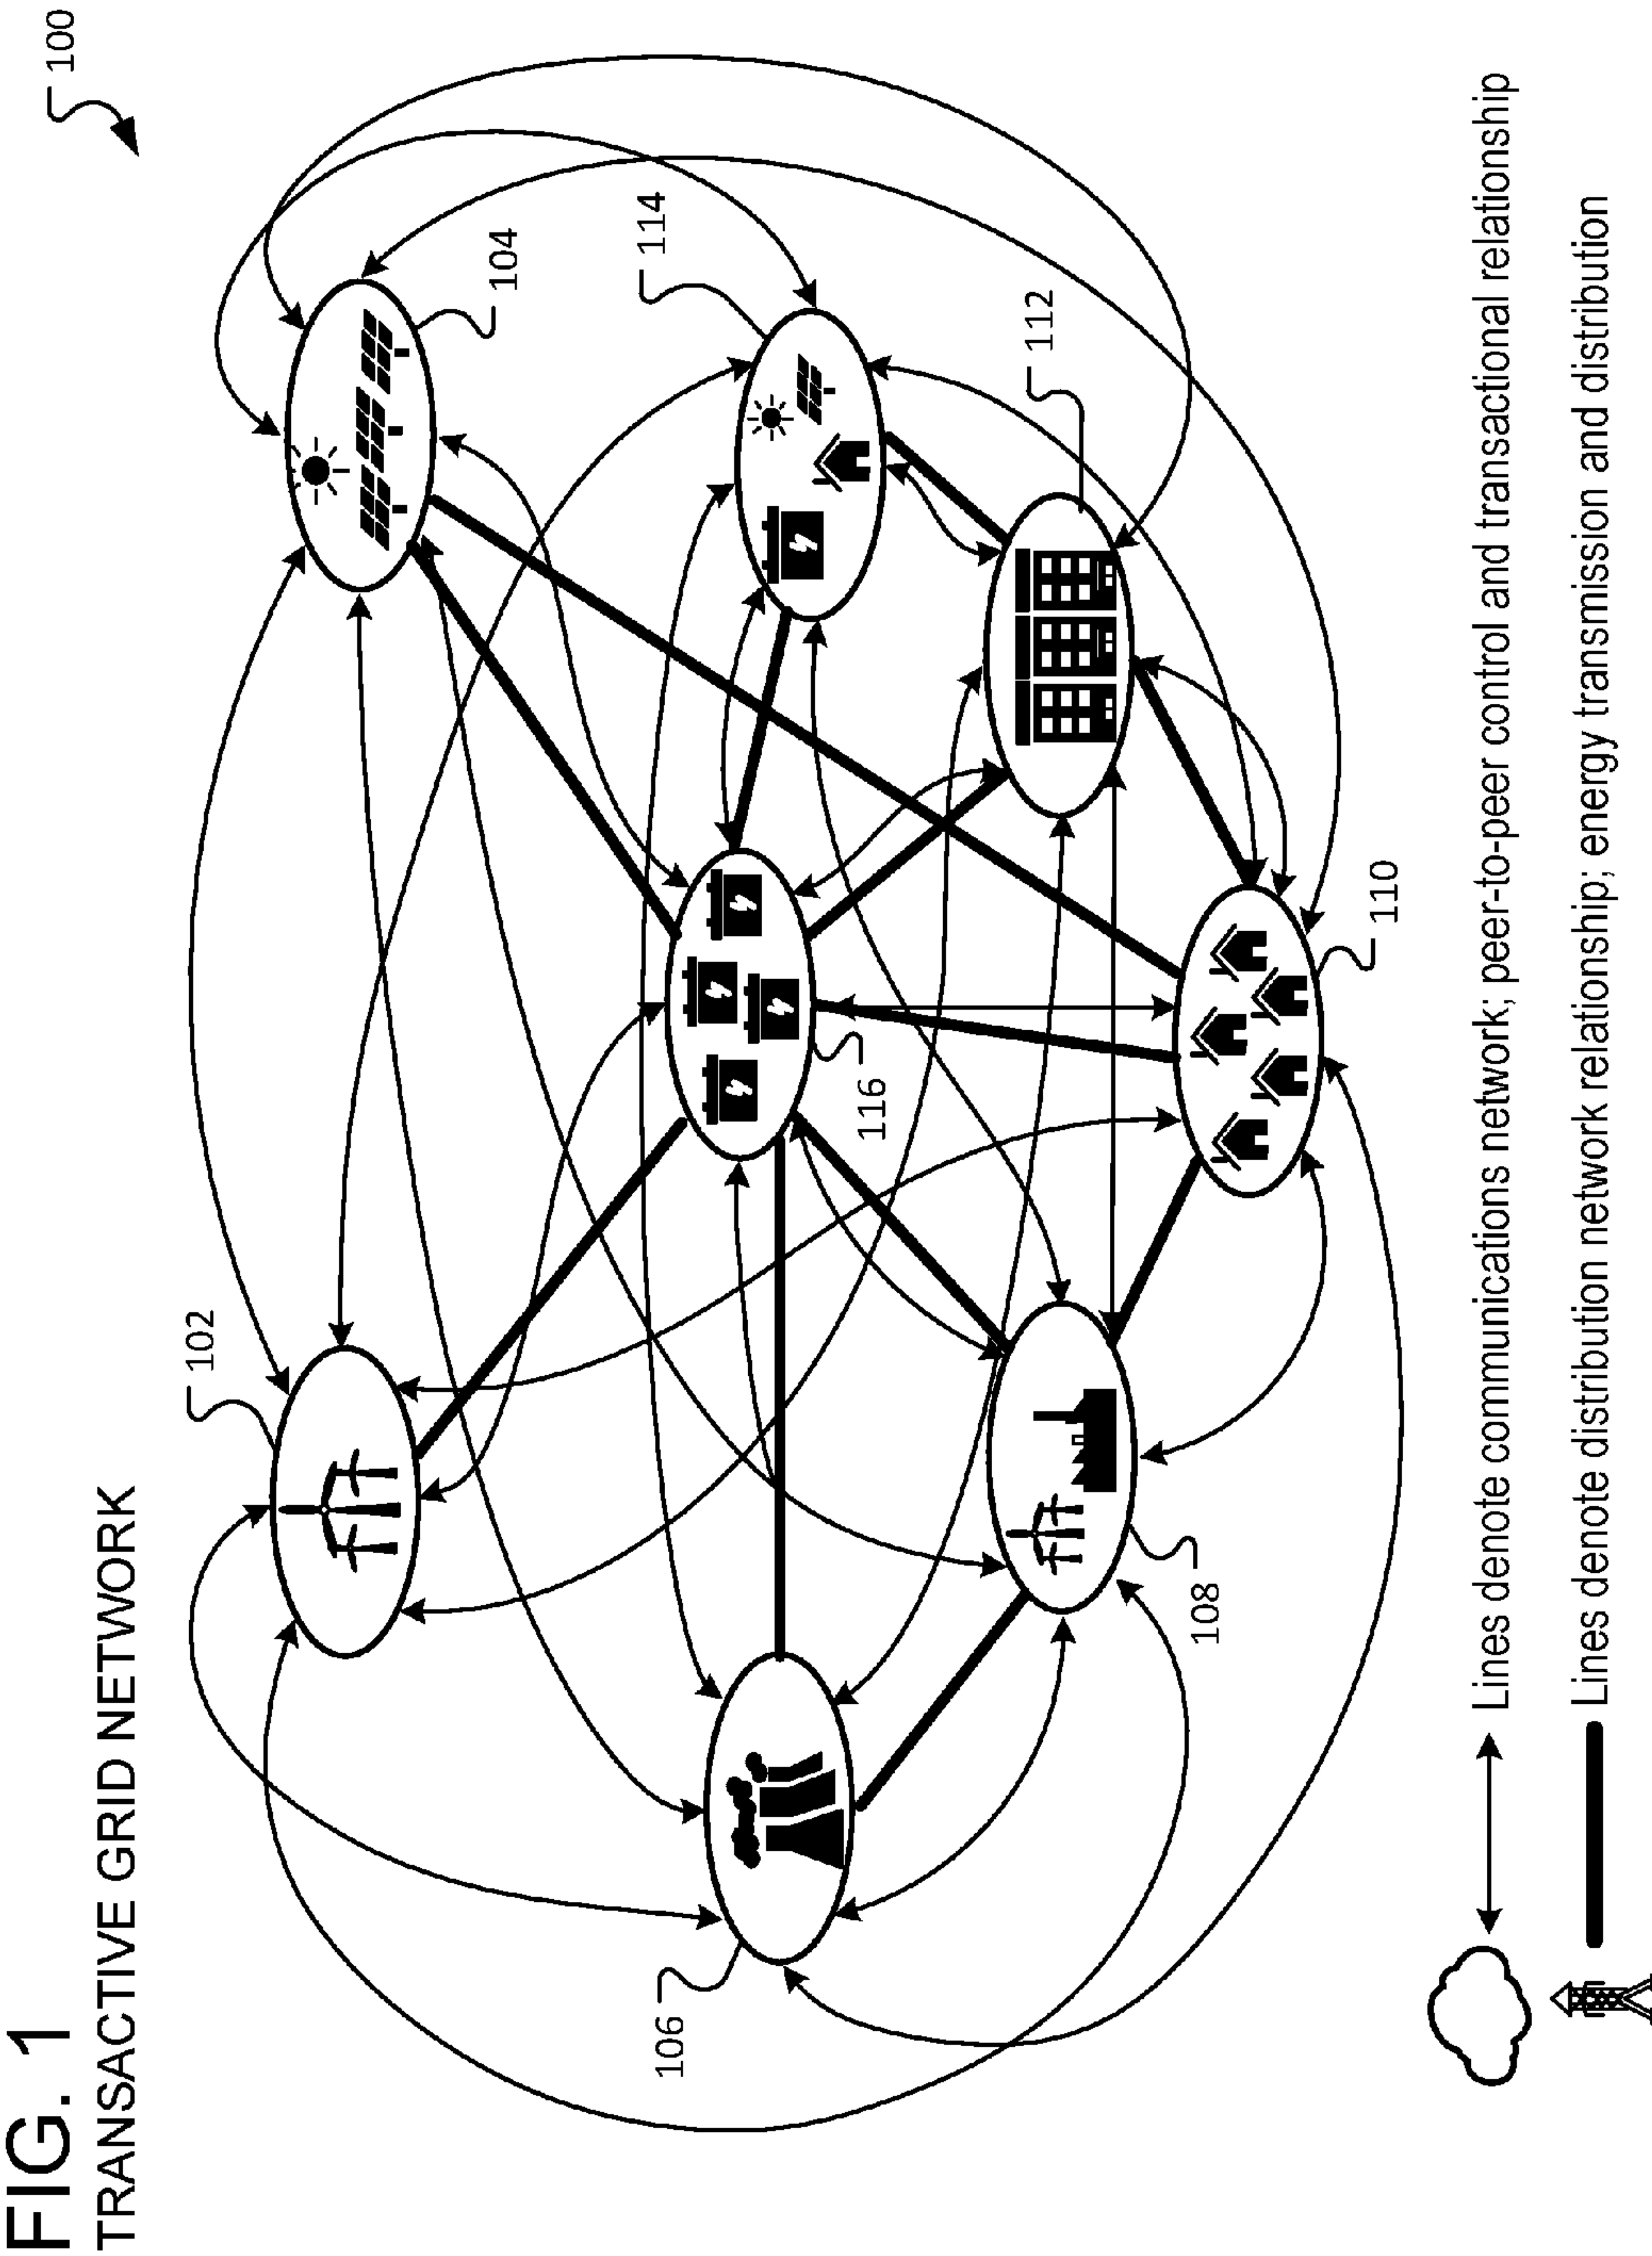 FIG. 1
TRANSACTIVE GRID NETWORK
100
102
104
106
116
114
108
110
112
Lines denote communications network; peer-to-peer control and transactional relationship
Lines denote distribution network relationship; energy transmission and distribution